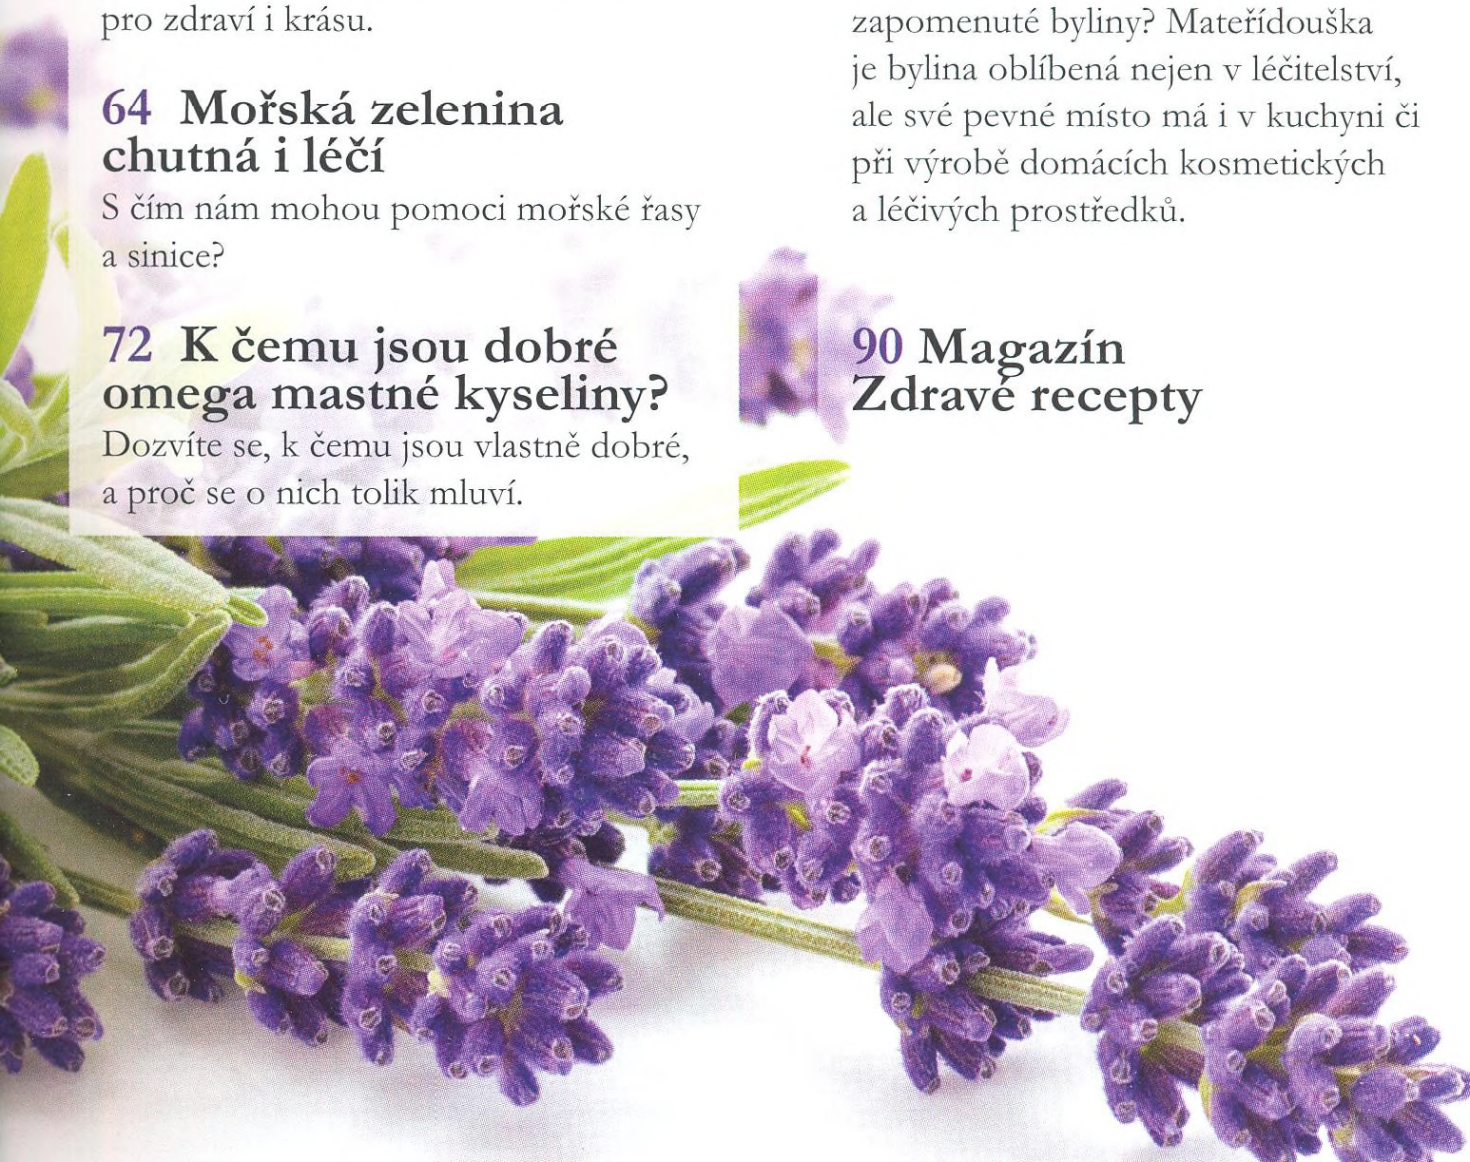 pro zdraví i krásu.
64 Mořská zelenina
chutná i léčí
S čím nám mohou pomoci mořské řasy
a sinice?
72 K čemu jsou dobré
omega mastné kyseliny?
Dozvíte se, k čemu jsou vlastně dobré,
a proč se o nich tolik mluví.
zapomenuté byliny? Mateřídouška
je bylina oblíbená nejen v léčitelství,
ale své pevné místo má i v kuchyni či
při výrobě domácích kosmetických
a léčivých prostředků.
90 Magazín
Zdravé recepty